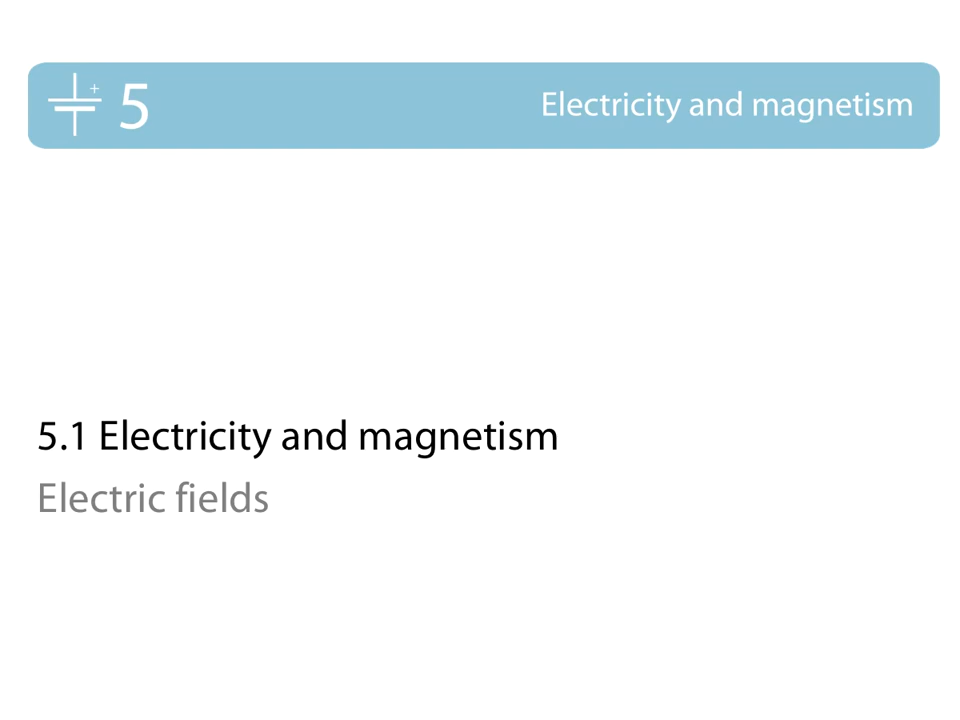 + 5
Electricity and magnetism
5.1 Electricity and magnetism
Electric fields